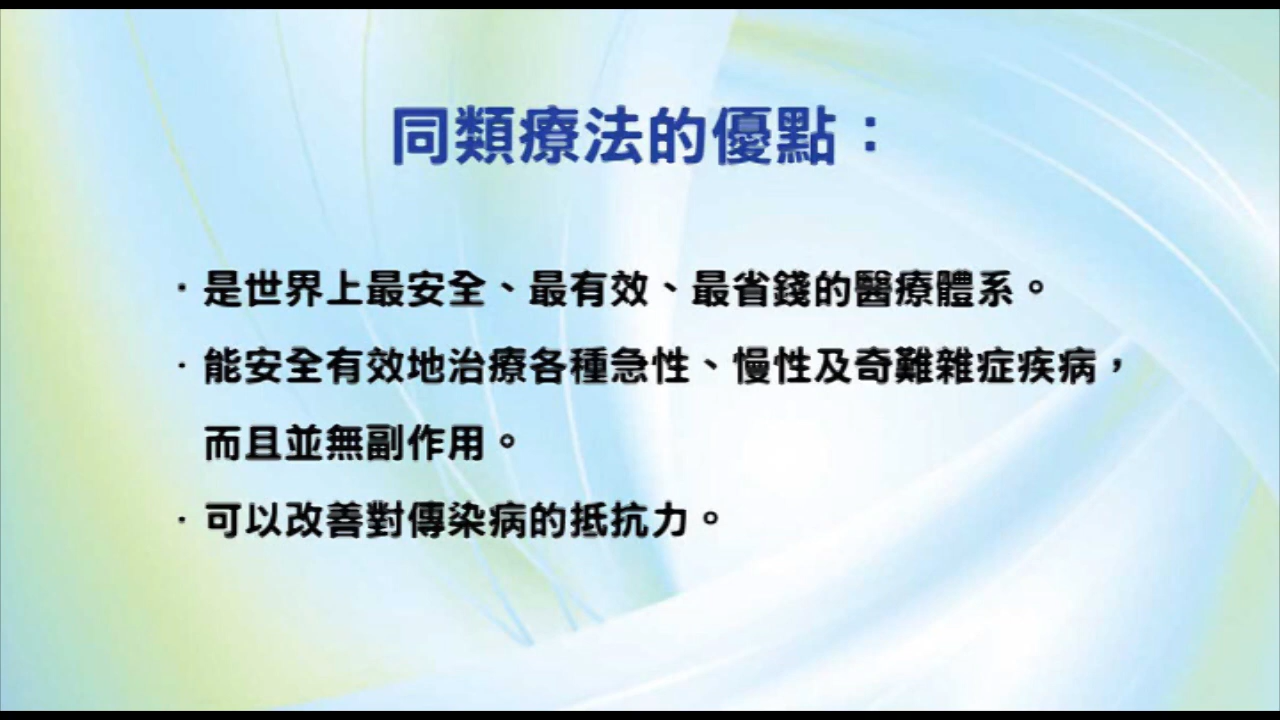 同類療法的優點：
·是世界上最安全、最有效、最省錢的醫療體系。
·能安全有效地治療各種急性、慢性及奇難雜症疾病，
而且並無副作用。
·可以改善對傳染病的抵抗力。